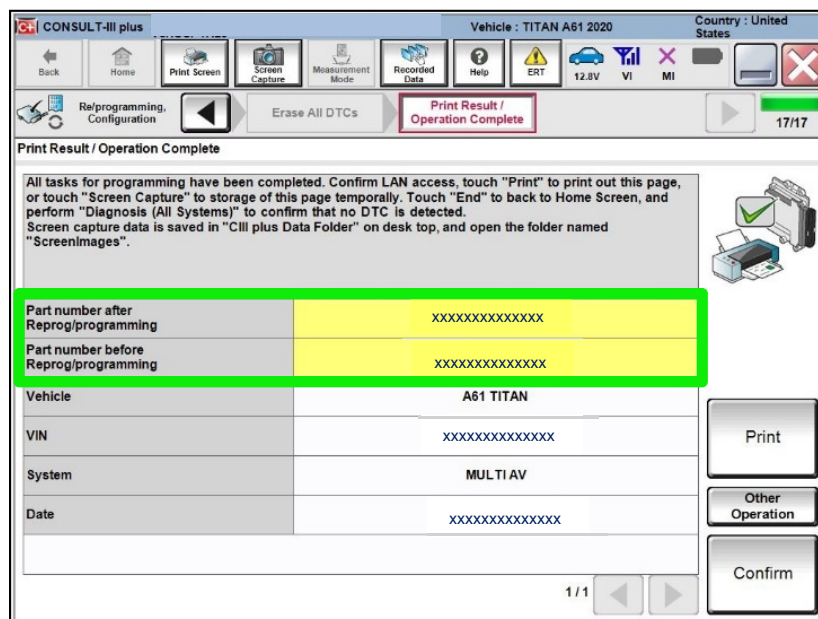 C+ CONSULT-III plus
Vehicle : TITAN A61 2020
Country : United
States
Back
Home
Print Screen
Screen
Capture
Measurement
Mode
Recorded
Data
Help
ERT
12.8V
VI
MI
Re/programming,
Configuration
Erase All DTCs
Print Result /
Operation Complete
17/17
Print Result / Operation Complete
All tasks for programming have been completed. Confirm LAN access, touch "Print" to print out this page,
or touch "Screen Capture" to storage of this page temporally. Touch "End" to back to Home Screen, and
perform "Diagnosis (All Systems)" to confirm that no DTC is detected.
Screen capture data is saved in "CIII plus Data Folder" on desk top, and open the folder named
"ScreenImages".
Part number after
Reprog/programming
xxxxxxxxxxxxxx
Part number before
Reprog/programming
xxxxxxxxxxxxxx
Vehicle
A61 TITAN
VIN
xxxxxxxxxxxxxx
System
MULTI AV
Date
xxxxxxxxxxxxxx
Print
Other
Operation
Confirm
1/1